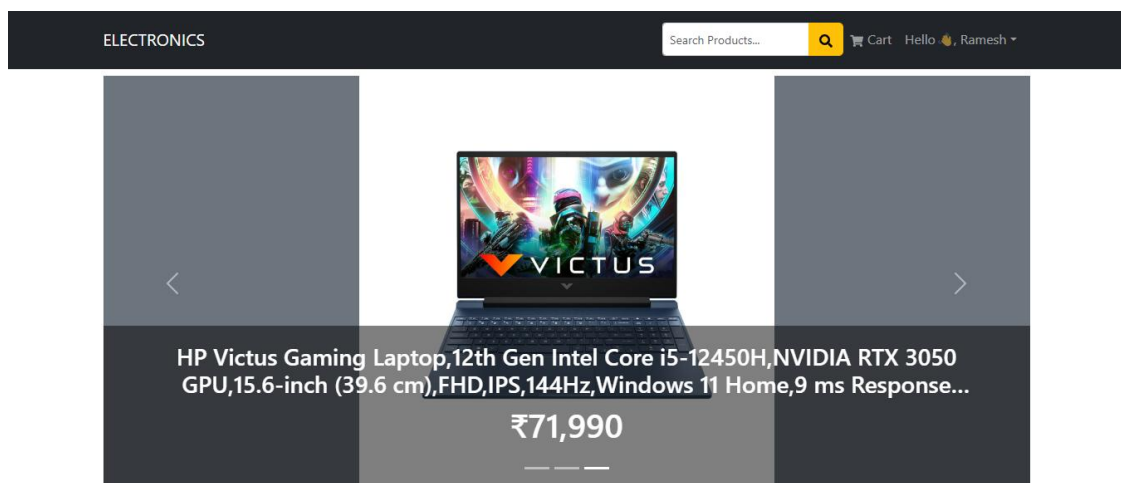 ELECTRONICS
Search Products...
Cart
Hello 👋, Ramesh
VICTUS
HP Victus Gaming Laptop,12th Gen Intel Core i5-12450H,NVIDIA RTX 3050
GPU,15.6-inch (39.6 cm),FHD,IPS,144Hz,Windows 11 Home,9 ms Response...
₹71,990